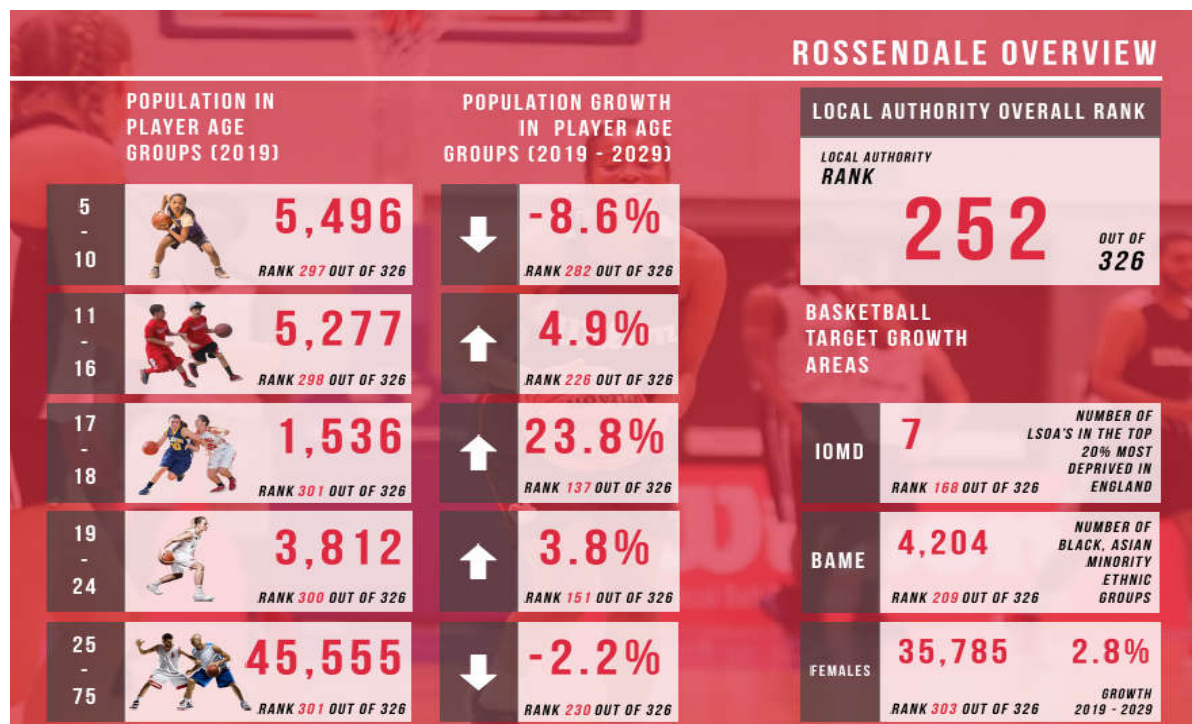 ROSSENDALE OVERVIEW
POPULATION IN
PLAYER AGE
GROUPS (2019)
5
-
10
5,496
RANK 297 OUT OF 326
11
-
16
5,277
RANK 298 OUT OF 326
17
-
18
1,536
RANK 301 OUT OF 326
19
-
24
3,812
RANK 300 OUT OF 326
25
-
75
45,555
RANK 301 OUT OF 326
POPULATION GROWTH
IN PLAYER AGE
GROUPS (2019 - 2029)
-8.6%
RANK 282 OUT OF 326
4.9%
RANK 226 OUT OF 326
23.8%
RANK 137 OUT OF 326
3.8%
RANK 151 OUT OF 326
-2.2%
RANK 230 OUT OF 326
LOCAL AUTHORITY OVERALL RANK
LOCAL AUTHORITY
RANK
252
OUT OF
326
BASKETBALL
TARGET GROWTH
AREAS
IOMD
7
RANK 168 OUT OF 326
NUMBER OF
LSOA'S IN THE TOP
20% MOST
DEPRIVED IN
ENGLAND
BAME
4,204
RANK 209 OUT OF 326
NUMBER OF
BLACK, ASIAN
MINORITY
ETHNIC
GROUPS
FEMALES
35,785
RANK 303 OUT OF 326
2.8%
GROWTH
2019 - 2029